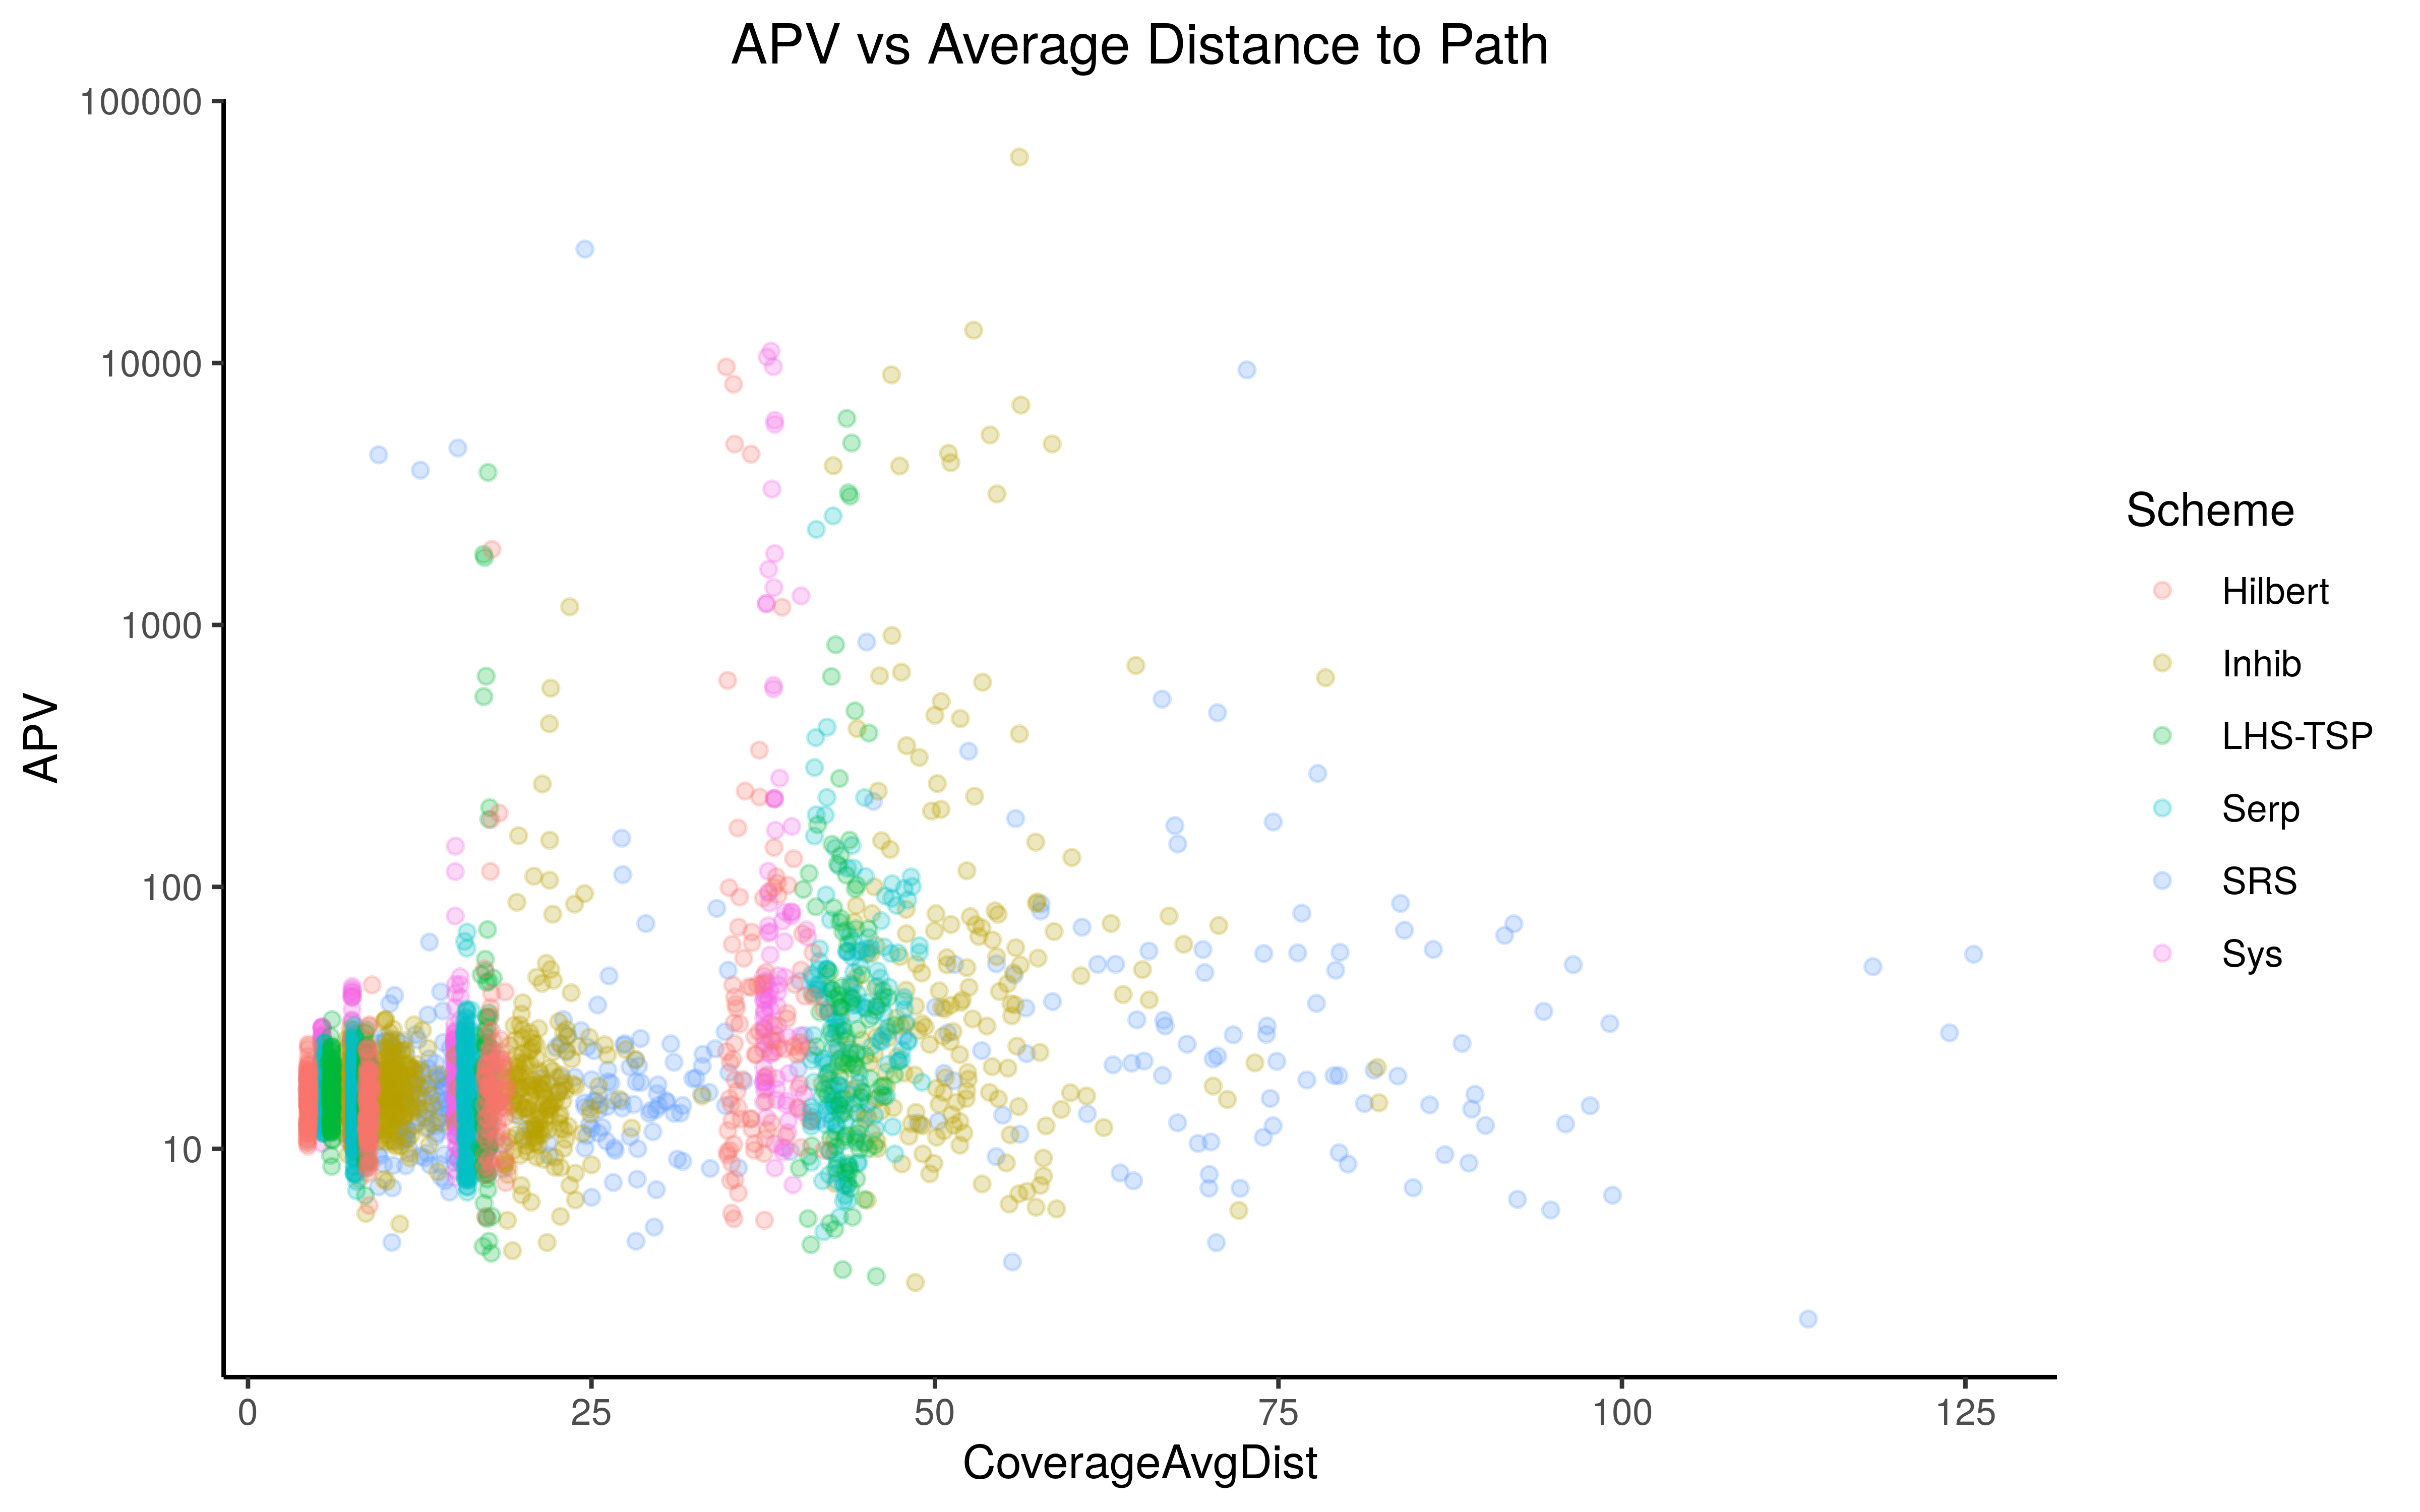 APV vs Average Distance to Path
100000
10000
1000
100
10
APV
0 25 50 75 100 125
CoverageAvgDist
Scheme
Hilbert
Inhib
LHS-TSP
Serp
SRS
Sys